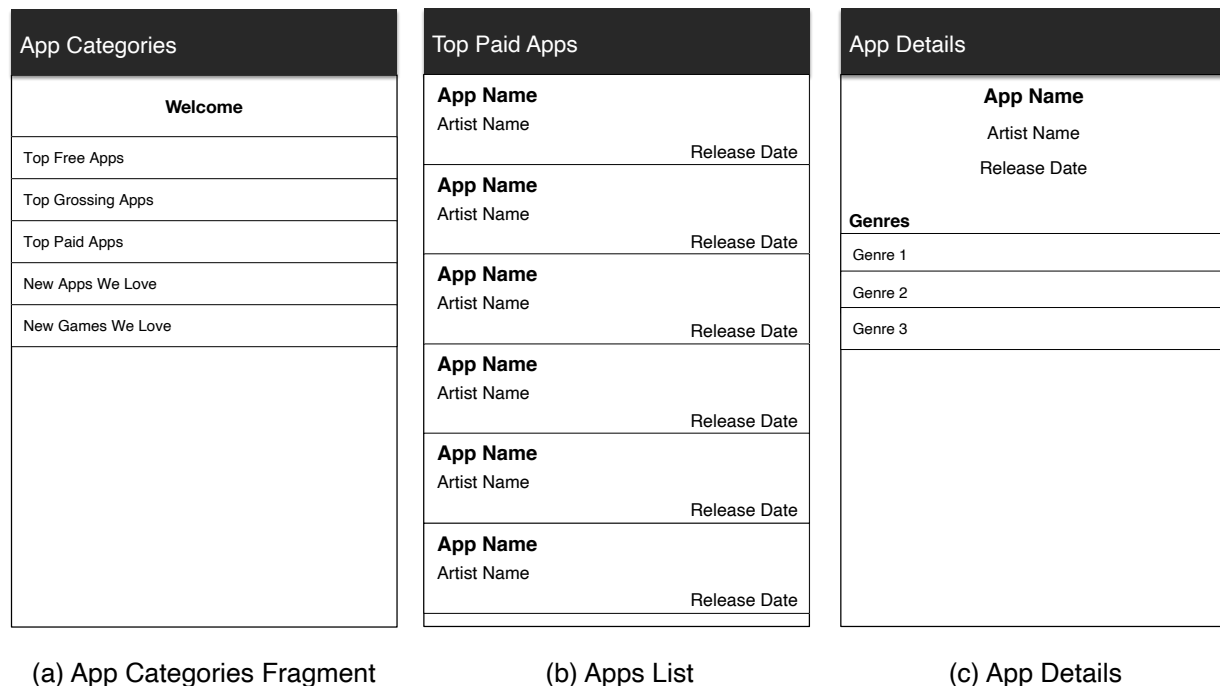 App Categories
Welcome
Top Free Apps
Top Grossing Apps
Top Paid Apps
New Apps We Love
New Games We Love
(a) App Categories Fragment
Top Paid Apps
App Name
Artist Name
Release Date
App Name
Artist Name
Release Date
App Name
Artist Name
Release Date
App Name
Artist Name
Release Date
App Name
Artist Name
Release Date
App Name
Artist Name
Release Date
(b) Apps List
App Details
App Name
Artist Name
Release Date
Genres
Genre 1
Genre 2
Genre 3
(c) App Details